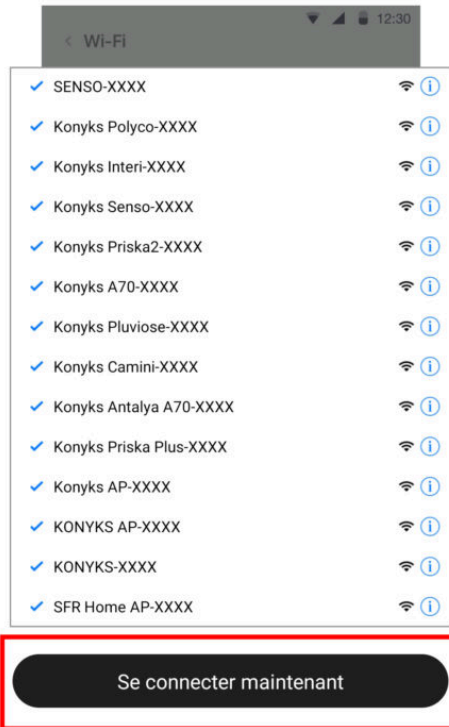 12:30
< Wi-Fi
SENSO-XXXX
Konyks Polyco-XXXX
Konyks Interi-XXXX
Konyks Senso-XXXX
Konyks Priska2-XXXX
Konyks A70-XXXX
Konyks Pluviose-XXXX
Konyks Camini-XXXX
Konyks Antalya A70-XXXX
Konyks Priska Plus-XXXX
Konyks AP-XXXX
KONYKS AP-XXXX
KONYKS-XXXX
SFR Home AP-XXXX
Se connecter maintenant